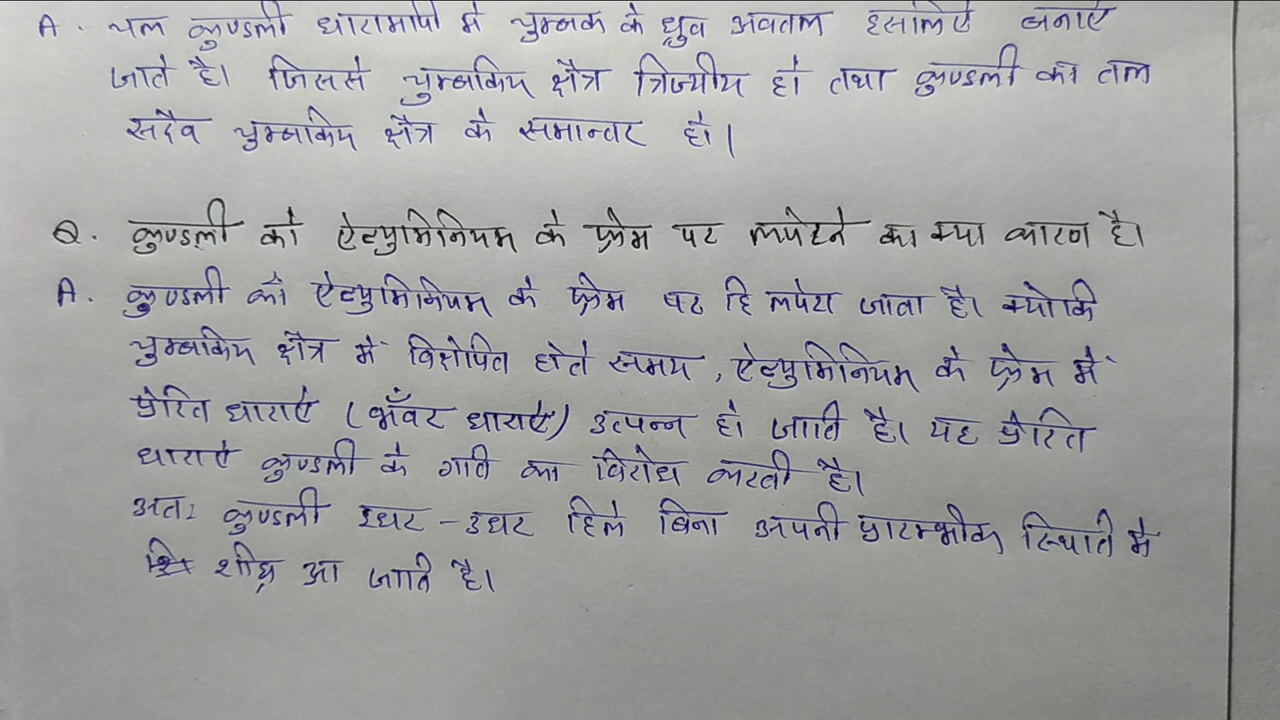 A. चल कुण्डली धारामापी में चुम्बक के ध्रुव अवतल इसलिए बनाए
जाते है। जिससे चुम्बकिय क्षैत्र त्रिज्यीय हो तथा कुण्डली का तल
सदैव चुम्बकिय क्षैत्र के समान्तर हो।
Q. कुण्डली को ऐल्युमिनियम के फ्रेम पर लपेटने का क्या कारण है।
A. कुण्डली को ऐल्युमिनियम के फ्रेम पर हि लपेटा जाता है। क्योकि
चुम्बकिय क्षैत्र में विक्षेपित होते समय, ऐल्युमिनियम के फ्रेम में
प्रेरित धाराएं (भँवर धाराएं) उत्पन्न हो जाति है। यह प्रेरित
धाराएं कुण्डली के गति का विरोध करती है।
अतः कुण्डली इधर-उधर हिले बिना अपनी प्रारम्भीक स्थिति में
शीघ्र आ जाति है।